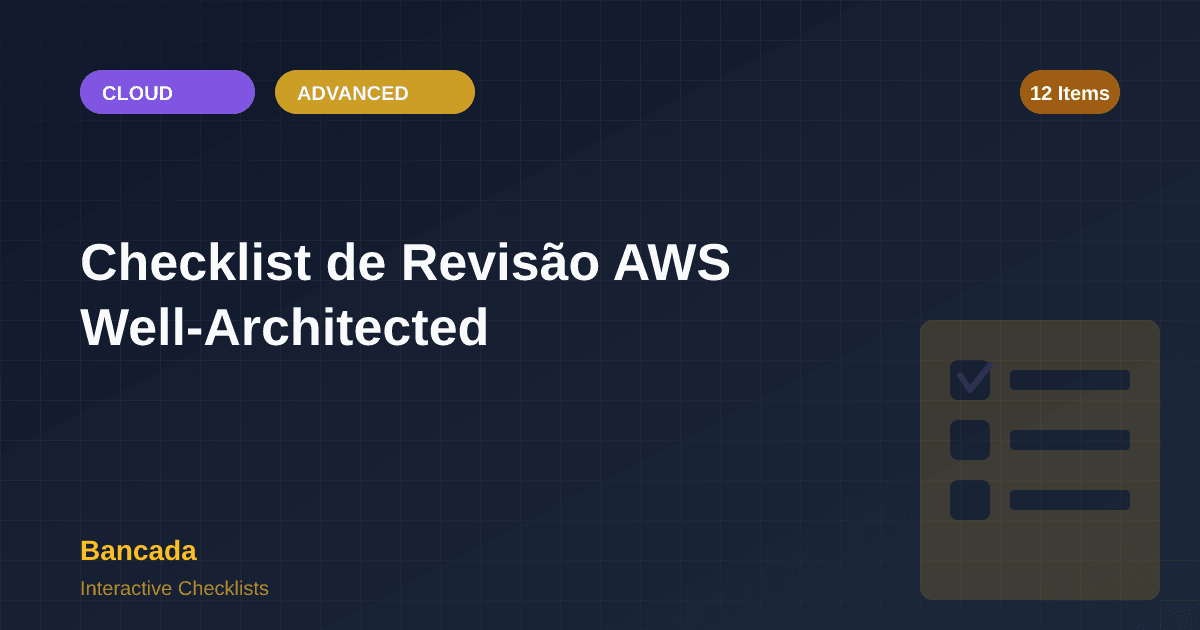 CLOUD
ADVANCED
12 Items
Checklist de Revisão AWS
Well-Architected
Bancada
Interactive Checklists